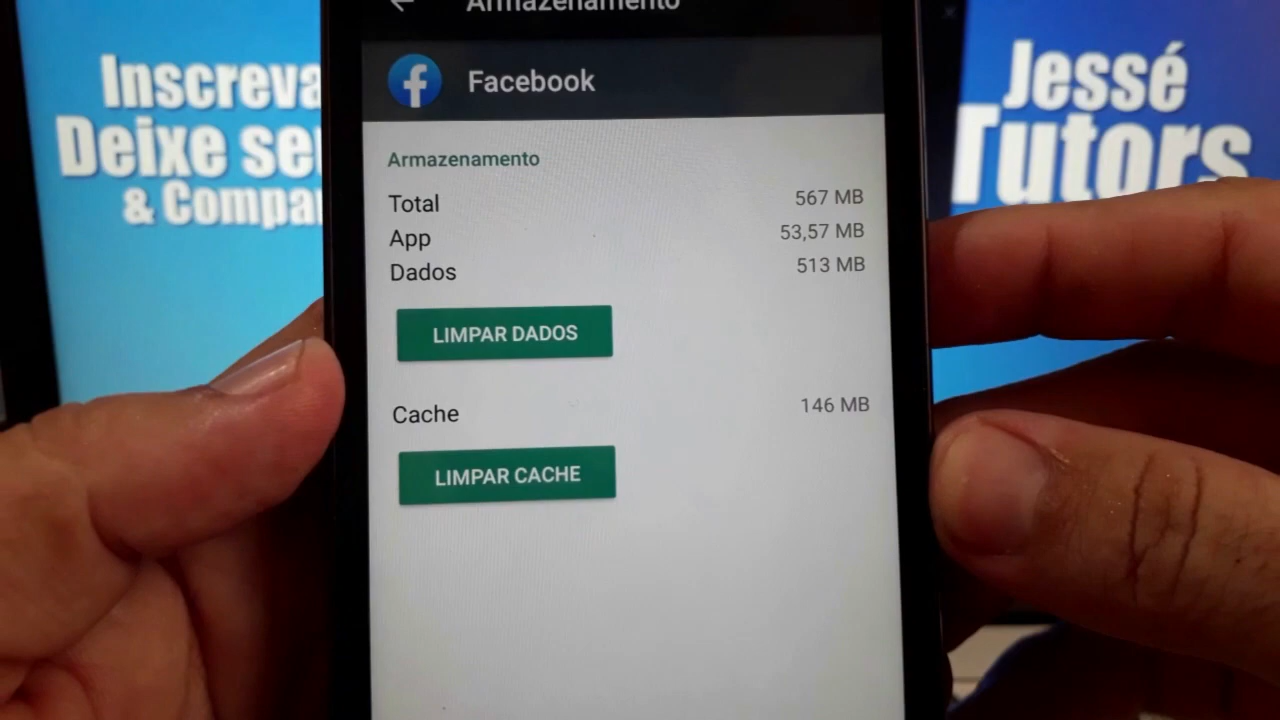 Armazenamento
Inscreva
Deixe se
& Compar
Jessé
Tutors
Facebook
Armazenamento
Total 567 MB
App 53,57 MB
Dados 513 MB
LIMPAR DADOS
Cache 146 MB
LIMPAR CACHE